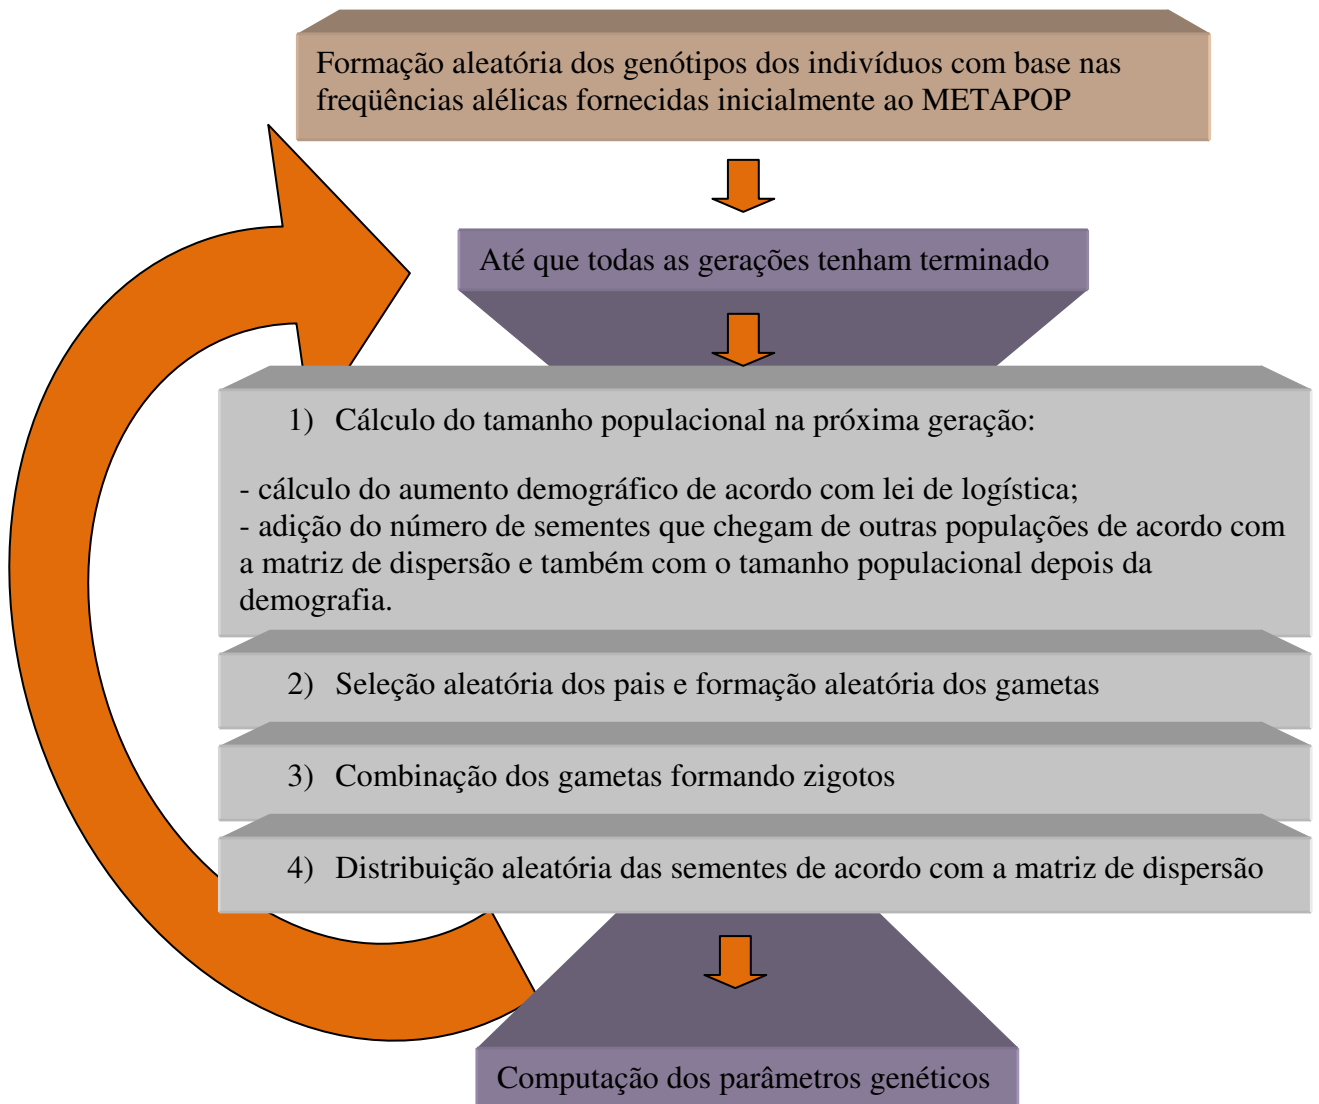 Formação aleatória dos genótipos dos indivíduos com base nas
freqüências alélicas fornecidas inicialmente ao METAPOP
Até que todas as gerações tenham terminado
1) Cálculo do tamanho populacional na próxima geração:
- cálculo do aumento demográfico de acordo com lei de logística;
- adição do número de sementes que chegam de outras populações de acordo com
a matriz de dispersão e também com o tamanho populacional depois da
demografia.
2) Seleção aleatória dos pais e formação aleatória dos gametas
3) Combinação dos gametas formando zigotos
4) Distribuição aleatória das sementes de acordo com a matriz de dispersão
Computação dos parâmetros genéticos